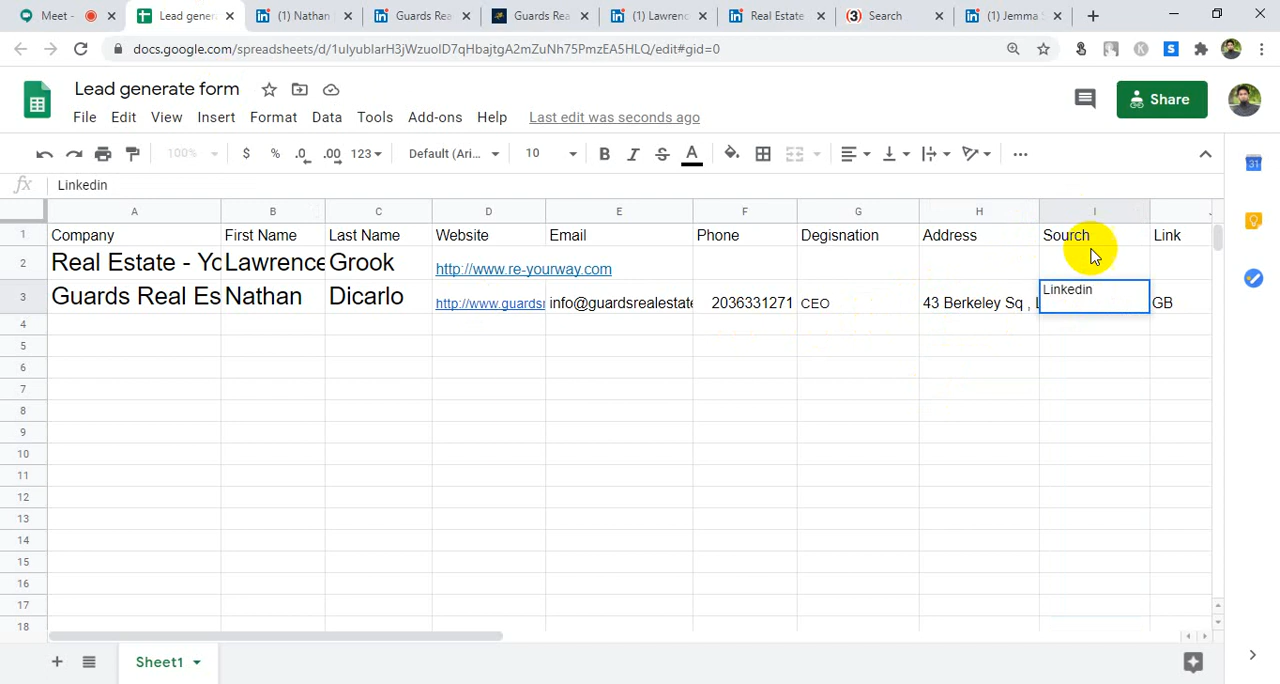 Meet - Lead gener (1) Nathan Guards Rea Guards Rea (1) Lawrenc Real Estate Search (1) Jemma S
docs.google.com/spreadsheets/d/1uIyubIarH3jWzuoID7qHbajtgA2mZuNh75PmzEA5HLQ/edit#gid=0
Lead generate form
Share
File Edit View Insert Format Data Tools Add-ons Help Last edit was seconds ago
100% $ % .0 .00 123 Default (Ari... 10 B I S A
fx Linkedin
A B C D E F G H I
1 Company First Name Last Name Website Email Phone Degisnation Address Sourch Link
2 Real Estate - Yo Lawrence Grook http://www.re-yourway.com
3 Guards Real Es Nathan Dicarlo http://www.guardsr info@guardsrealestate 2036331271 CEO 43 Berkeley Sq , L Linkedin GB
4
5
6
7
8
9
10
11
12
13
14
15
16
17
18
Sheet1
31